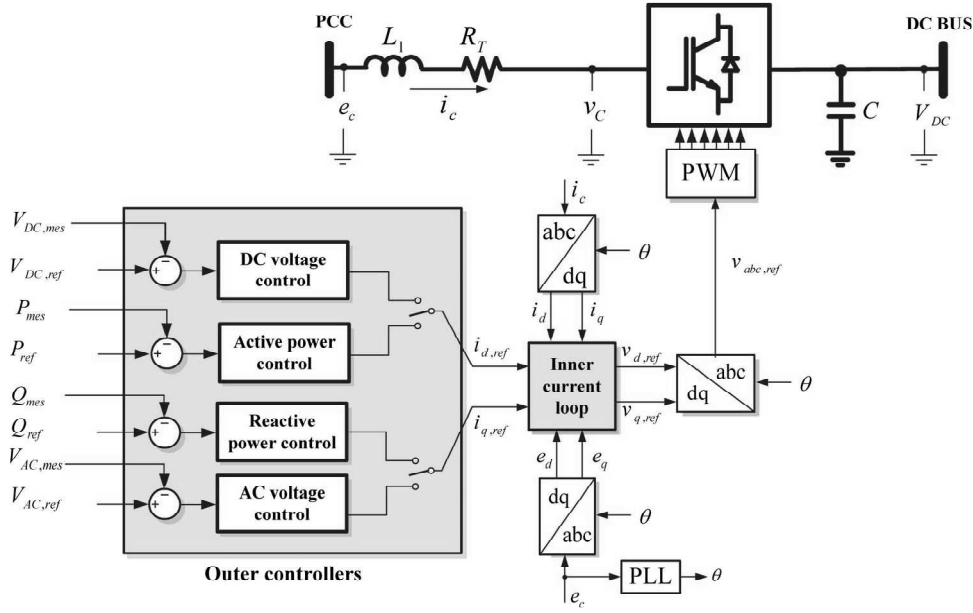 PCC
L1
RT
DC BUS
ec
ic
vC
C
VDC
PWM
ic
abc
dq
θ
vabc,ref
VDC,mes
VDC,ref
Pmes
Pref
Qmes
Qref
VAC,mes
VAC,ref
+
−
DC voltage
control
+
−
Active power
control
+
−
Reactive
power control
+
−
AC voltage
control
Outer controllers
id
iq
id,ref
iq,ref
Inner
current
loop
vd,ref
vq,ref
abc
dq
θ
ed
eq
dq
abc
θ
PLL
θ
ec